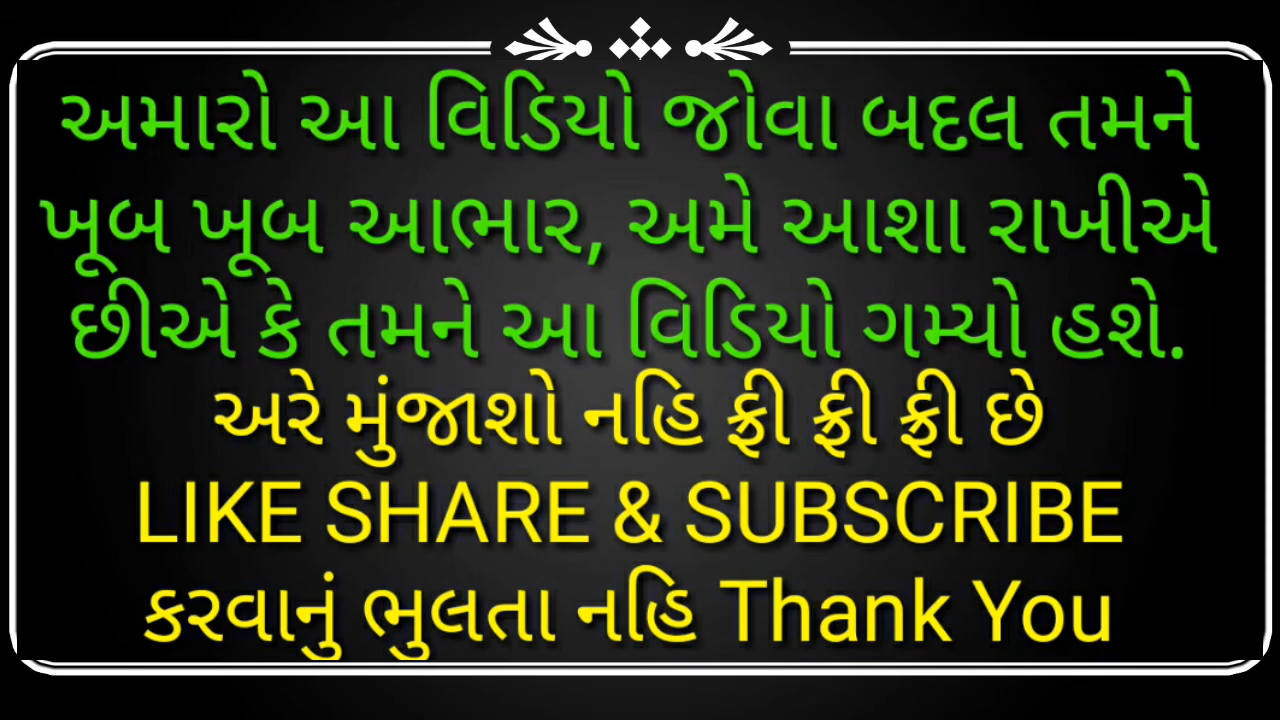 અમારો આ વિડિયો જોવા બદલ તમને
ખૂબ ખૂબ આભાર, અમે આશા રાખીએ
છીએ કે તમને આ વિડિયો ગમ્યો હશે.
અરે મુંજાશો નહિ ફ્રી ફ્રી ફ્રી છે
LIKE SHARE & SUBSCRIBE
કરવાનું ભુલતા નહિ Thank You